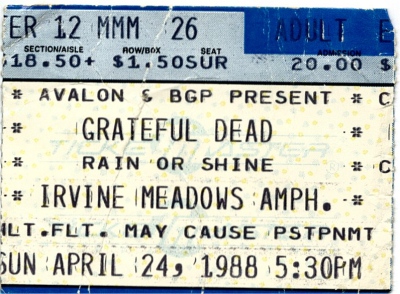 TER 12 MMM 26 ADULT E
SECTION/AISLE ROW/BOX SEAT ADMISSION
$18.50+ $1.50SUR 20.00 $
* AVALON & BGP PRESENT * C
* GRATEFUL DEAD *
* RAIN OR SHINE * C
* IRVINE MEADOWS AMPH. *
HLT.FLT. MAY CAUSE PSTPNMT
SUN APRIL 24, 1988 5:30PM